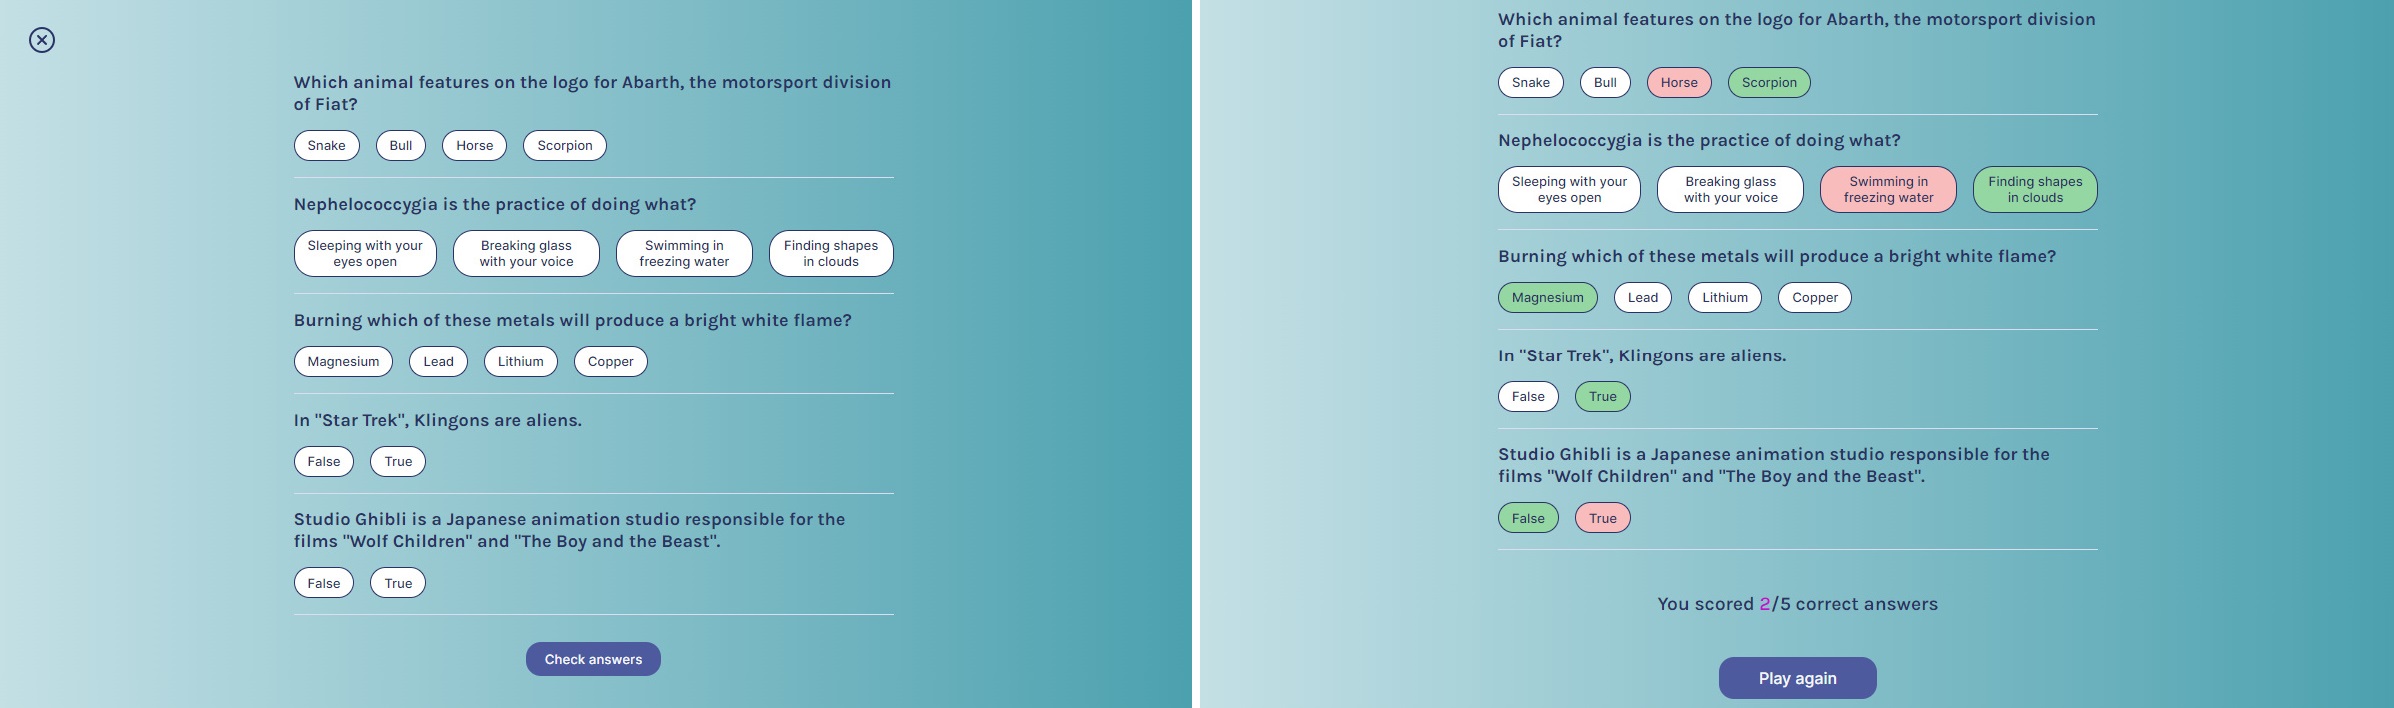 Which animal features on the logo for Abarth, the motorsport division
of Fiat?
Snake Bull Horse Scorpion
Nephelococcygia is the practice of doing what?
Sleeping with your
eyes open
Breaking glass
with your voice
Swimming in
freezing water
Finding shapes
in clouds
Burning which of these metals will produce a bright white flame?
Magnesium Lead Lithium Copper
In "Star Trek", Klingons are aliens.
False True
Studio Ghibli is a Japanese animation studio responsible for the
films "Wolf Children" and "The Boy and the Beast".
False True
Check answers
Which animal features on the logo for Abarth, the motorsport division
of Fiat?
Snake Bull Horse Scorpion
Nephelococcygia is the practice of doing what?
Sleeping with your
eyes open
Breaking glass
with your voice
Swimming in
freezing water
Finding shapes
in clouds
Burning which of these metals will produce a bright white flame?
Magnesium Lead Lithium Copper
In "Star Trek", Klingons are aliens.
False True
Studio Ghibli is a Japanese animation studio responsible for the
films "Wolf Children" and "The Boy and the Beast".
False True
You scored 2/5 correct answers
Play again